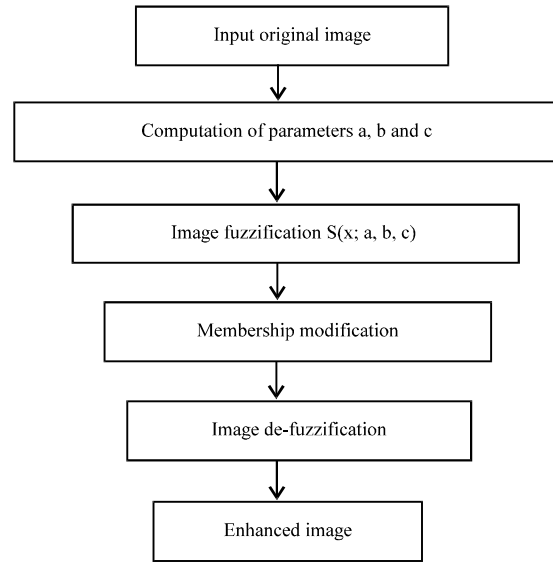 Input original image
Computation of parameters a, b and c
Image fuzzification S(x; a, b, c)
Membership modification
Image de-fuzzification
Enhanced image